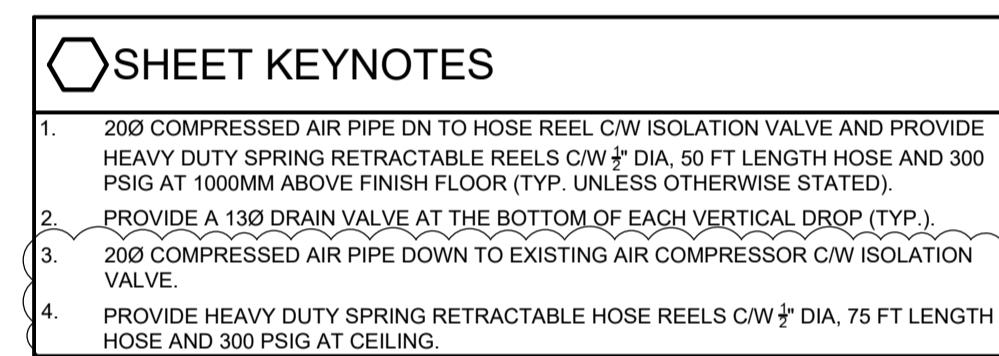 SHEET KEYNOTES
1. 20Ø COMPRESSED AIR PIPE DN TO HOSE REEL C/W ISOLATION VALVE AND PROVIDE
HEAVY DUTY SPRING RETRACTABLE REELS C/W ½" DIA, 50 FT LENGTH HOSE AND 300
PSIG AT 1000MM ABOVE FINISH FLOOR (TYP. UNLESS OTHERWISE STATED).
2. PROVIDE A 13Ø DRAIN VALVE AT THE BOTTOM OF EACH VERTICAL DROP (TYP.).
3. 20Ø COMPRESSED AIR PIPE DOWN TO EXISTING AIR COMPRESSOR C/W ISOLATION
VALVE.
4. PROVIDE HEAVY DUTY SPRING RETRACTABLE HOSE REELS C/W ½" DIA, 75 FT LENGTH
HOSE AND 300 PSIG AT CEILING.